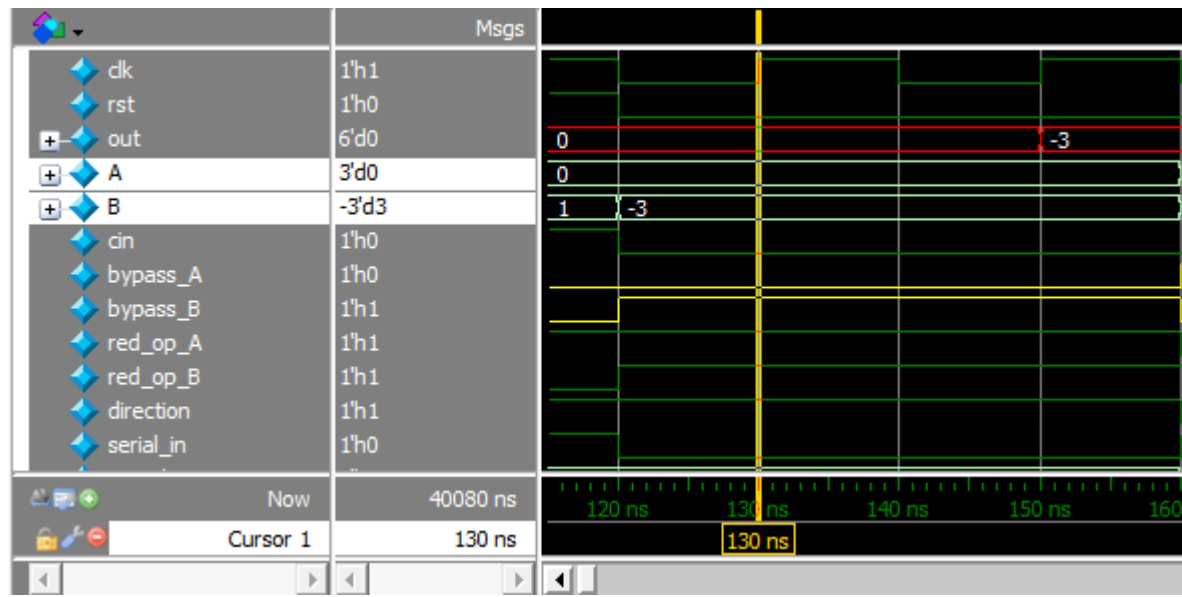 Msgs
clk 1'h1
rst 1'h0
out 6'd0 0 -3
A 3'd0 0
B -3'd3 1 -3
cin 1'h0
bypass_A 1'h0
bypass_B 1'h1
red_op_A 1'h1
red_op_B 1'h1
direction 1'h1
serial_in 1'h0
Now 40080 ns 120 ns 130 ns 140 ns 150 ns 160
Cursor 1 130 ns 130 ns